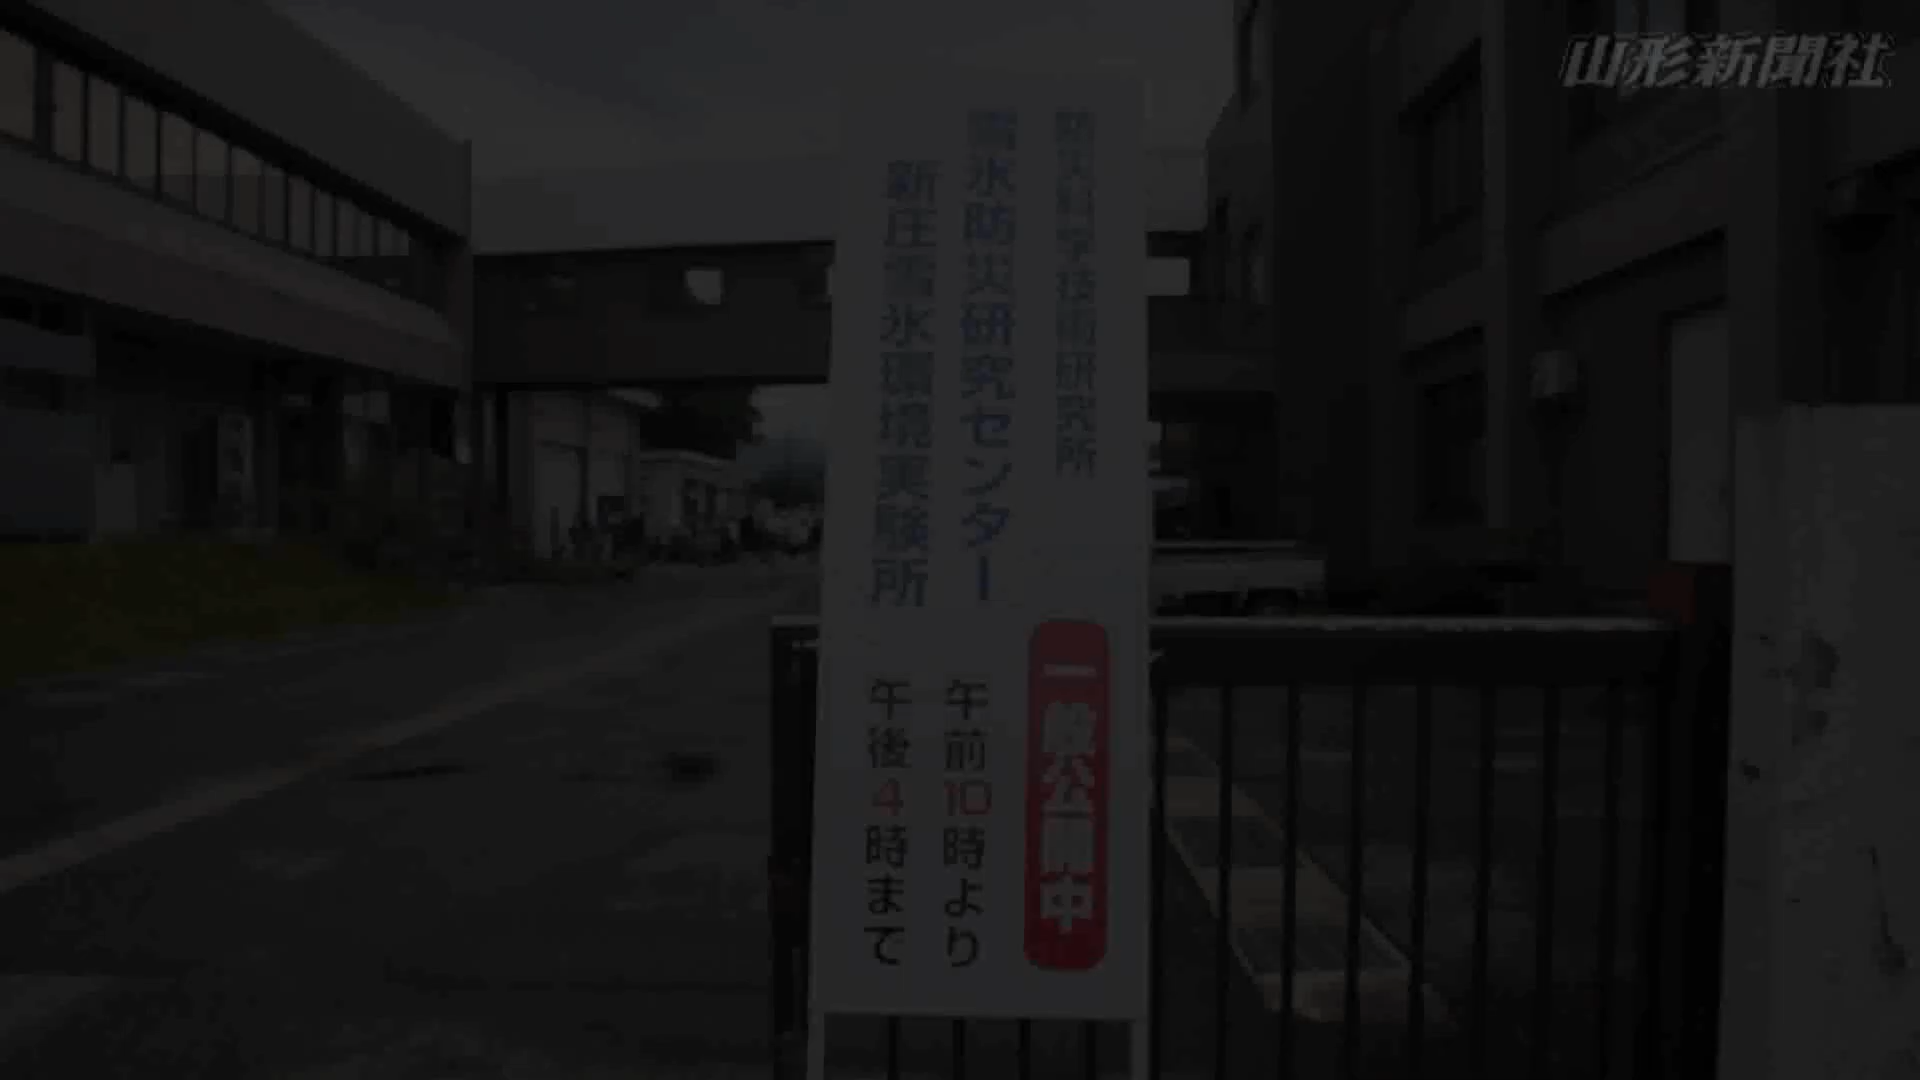 山形新聞社
防災科学技術研究所
雪氷防災研究センター
新庄雪氷環境実験所
一般公開中
午前10時より
午後4時まで